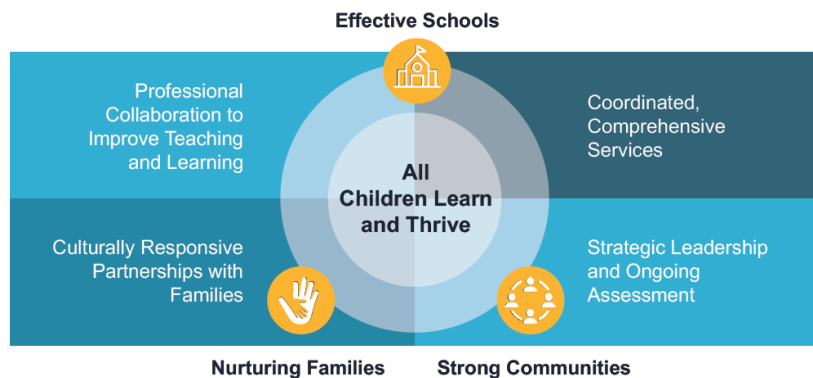 Effective Schools
Professional
Collaboration to
Improve Teaching
and Learning
Coordinated,
Comprehensive
Services
All
Children Learn
and Thrive
Culturally Responsive
Partnerships with
Families
Strategic Leadership
and Ongoing
Assessment
Nurturing Families
Strong Communities